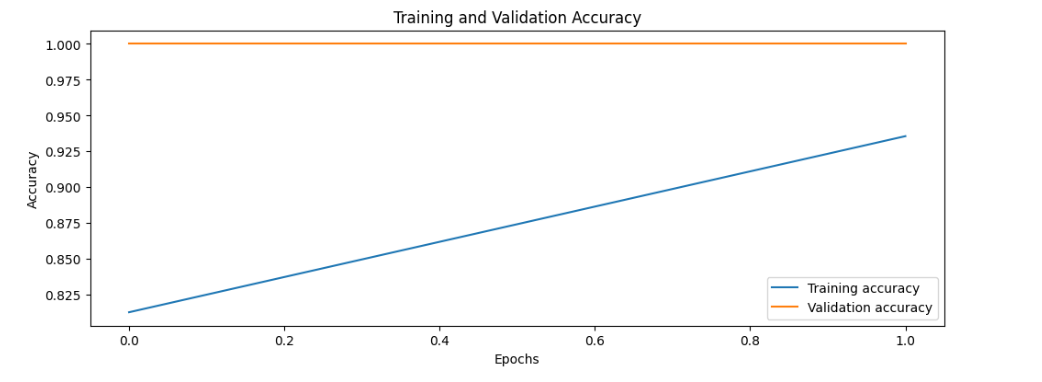 Training and Validation Accuracy
1.000
0.975
0.950
0.925
0.900
0.875
0.850
0.825
Accuracy
Training accuracy
Validation accuracy
0.0 0.2 0.4 0.6 0.8 1.0
Epochs